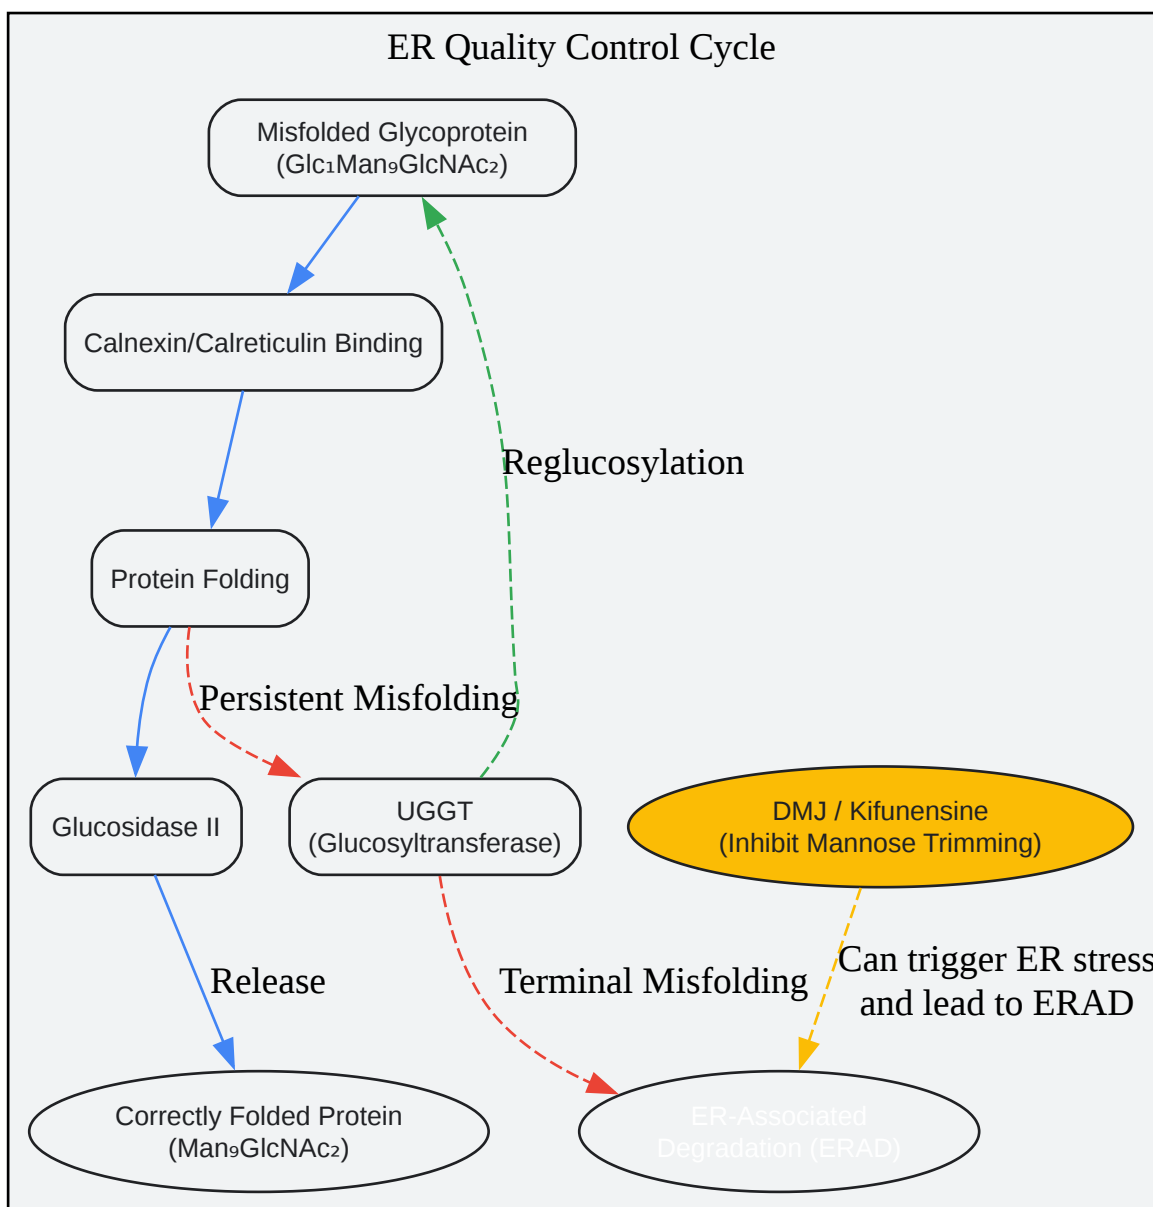 ER Quality Control Cycle
Misfolded Glycoprotein
(Glc₁Man₉GlcNAc₂)
Calnexin/Calreticulin Binding
Reglucosylation
Protein Folding
Persistent Misfolding
Glucosidase II
UGGT
(Glucosyltransferase)
DMJ / Kifunensine
(Inhibit Mannose Trimming)
Release
Terminal Misfolding
Can trigger ER stress
and lead to ERAD
Correctly Folded Protein
(Man₉GlcNAc₂)
ER-Associated
Degradation (ERAD)